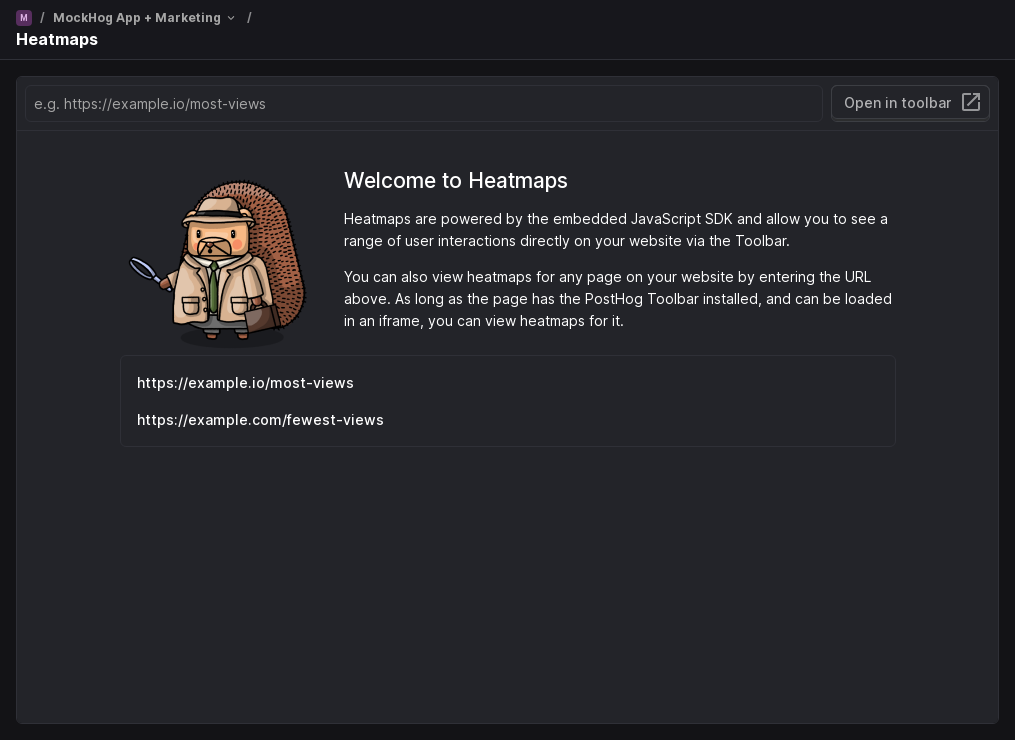 M / MockHog App + Marketing /
Heatmaps
e.g. https://example.io/most-views
Open in toolbar
Welcome to Heatmaps
Heatmaps are powered by the embedded JavaScript SDK and allow you to see a
range of user interactions directly on your website via the Toolbar.
You can also view heatmaps for any page on your website by entering the URL
above. As long as the page has the PostHog Toolbar installed, and can be loaded
in an iframe, you can view heatmaps for it.
https://example.io/most-views
https://example.com/fewest-views